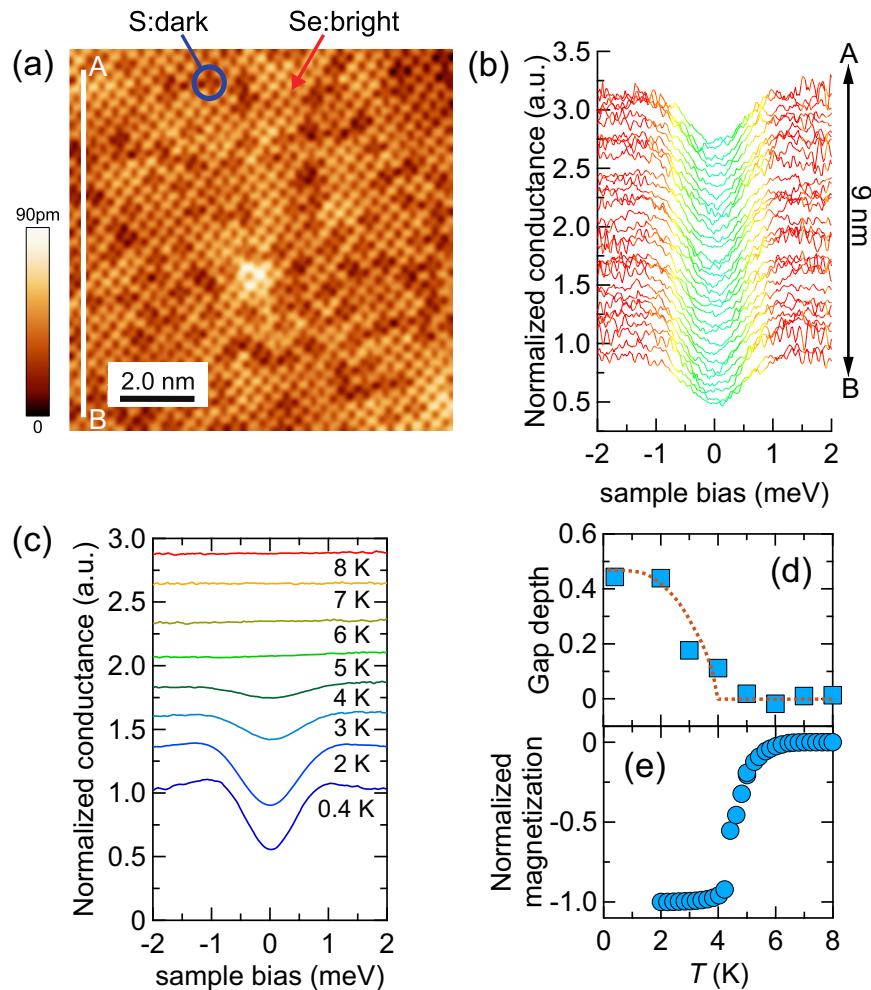 S:dark Se:bright
(a)
A
B
90pm
0
2.0 nm
(b)
Normalized conductance (a.u.)
3.5
3.0
2.5
2.0
1.5
1.0
0.5
-2 -1 0 1 2
sample bias (meV)
A
9 nm
B
(c)
Normalized conductance (a.u.)
3.0
2.5
2.0
1.5
1.0
0.5
0
8 K
7 K
6 K
5 K
4 K
3 K
2 K
0.4 K
-2 -1 0 1 2
sample bias (meV)
(d)
Gap depth
0.6
0.4
0.2
0
(e)
Normalized
magnetization
0
-0.5
-1.0
0 2 4 6 8
T (K)